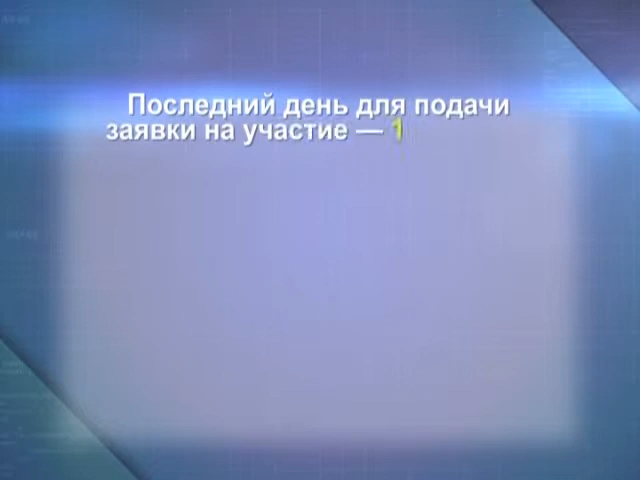 Последний день для подачи
заявки на участие — 1